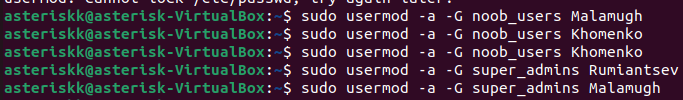 usermod: cannot lock /etc/passwd; try again later.
asteriskk@asterisk-VirtualBox:~$ sudo usermod -a -G noob_users Malamugh
asteriskk@asterisk-VirtualBox:~$ sudo usermod -a -G noob_users Khomenko
asteriskk@asterisk-VirtualBox:~$ sudo usermod -a -G noob_users Khomenko
asteriskk@asterisk-VirtualBox:~$ sudo usermod -a -G super_admins Rumiantsev
asteriskk@asterisk-VirtualBox:~$ sudo usermod -a -G super_admins Malamugh